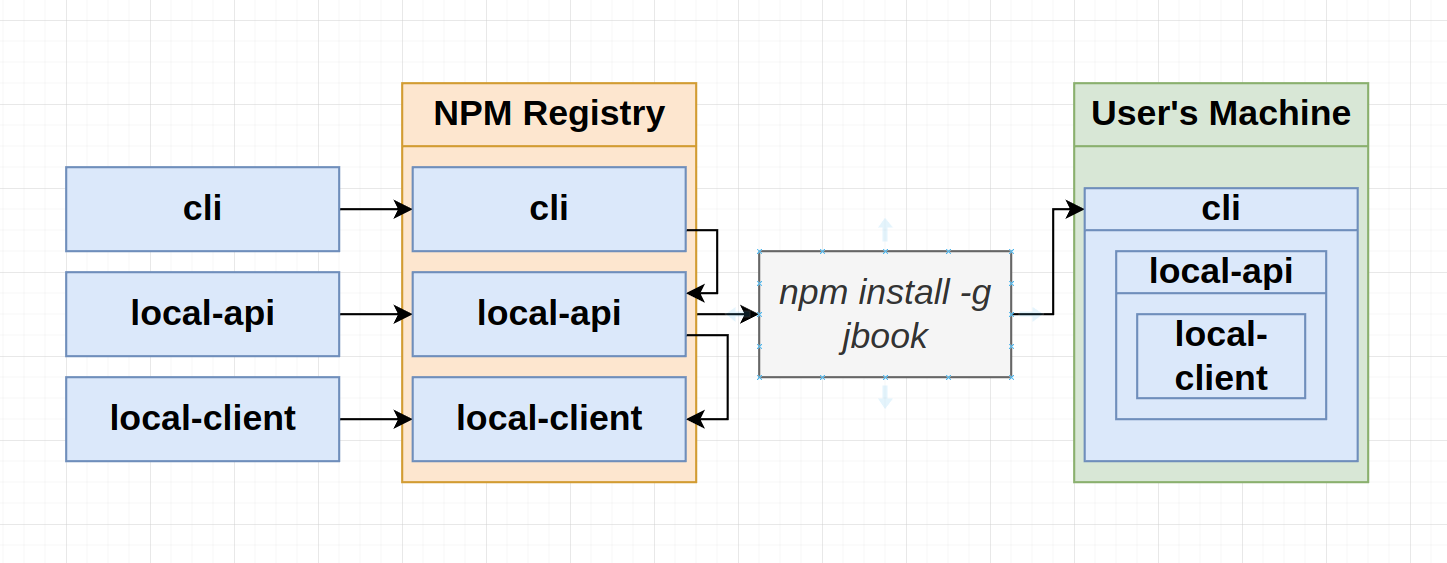 NPM Registry
User's Machine
cli
cli
cli
local-api
local-api
npm install -g
jbook
local-api
local-
client
local-client
local-client